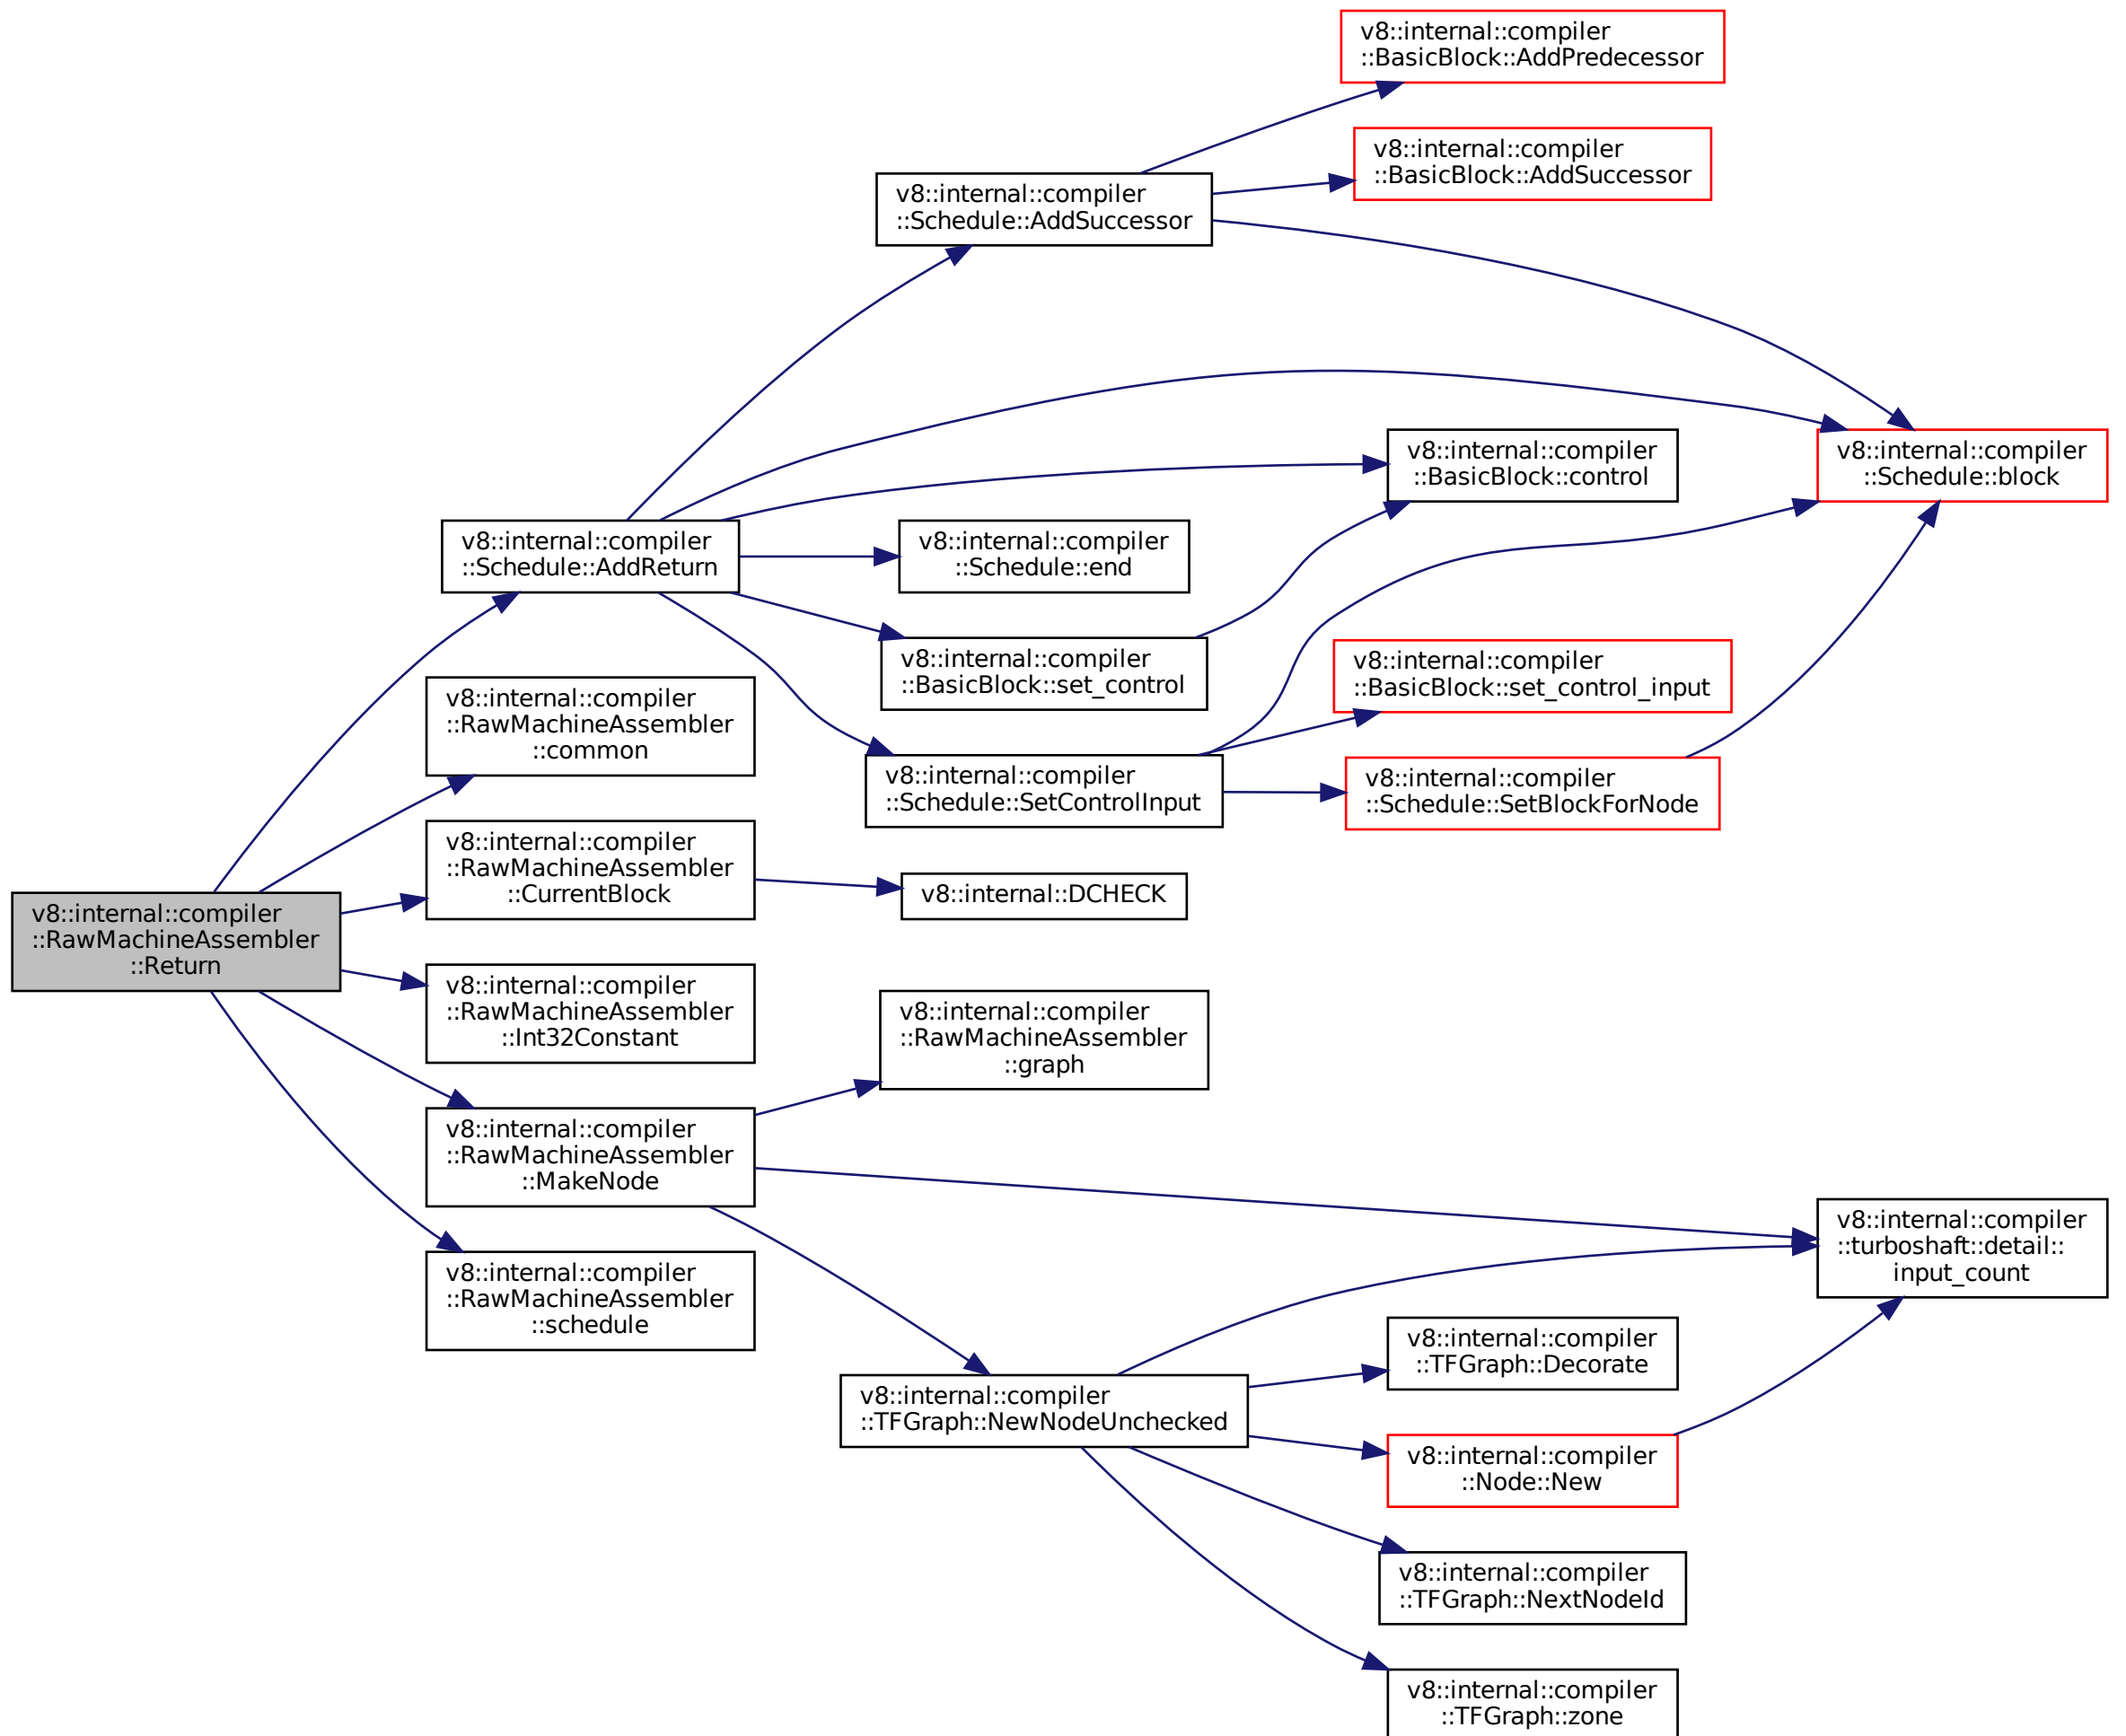 v8::internal::compiler
::BasicBlock::AddPredecessor
v8::internal::compiler
::BasicBlock::AddSuccessor
v8::internal::compiler
::Schedule::AddSuccessor
v8::internal::compiler
::BasicBlock::control
v8::internal::compiler
::Schedule::block
v8::internal::compiler
::Schedule::AddReturn
v8::internal::compiler
::Schedule::end
v8::internal::compiler
::BasicBlock::set_control
v8::internal::compiler
::BasicBlock::set_control_input
v8::internal::compiler
::RawMachineAssembler
::common
v8::internal::compiler
::Schedule::SetControlInput
v8::internal::compiler
::Schedule::SetBlockForNode
v8::internal::compiler
::RawMachineAssembler
::CurrentBlock
v8::internal::DCHECK
v8::internal::compiler
::RawMachineAssembler
::Return
v8::internal::compiler
::RawMachineAssembler
::Int32Constant
v8::internal::compiler
::RawMachineAssembler
::graph
v8::internal::compiler
::RawMachineAssembler
::MakeNode
v8::internal::compiler
::turboshaft::detail::
input_count
v8::internal::compiler
::RawMachineAssembler
::schedule
v8::internal::compiler
::TFGraph::Decorate
v8::internal::compiler
::TFGraph::NewNodeUnchecked
v8::internal::compiler
::Node::New
v8::internal::compiler
::TFGraph::NextNodeId
v8::internal::compiler
::TFGraph::zone